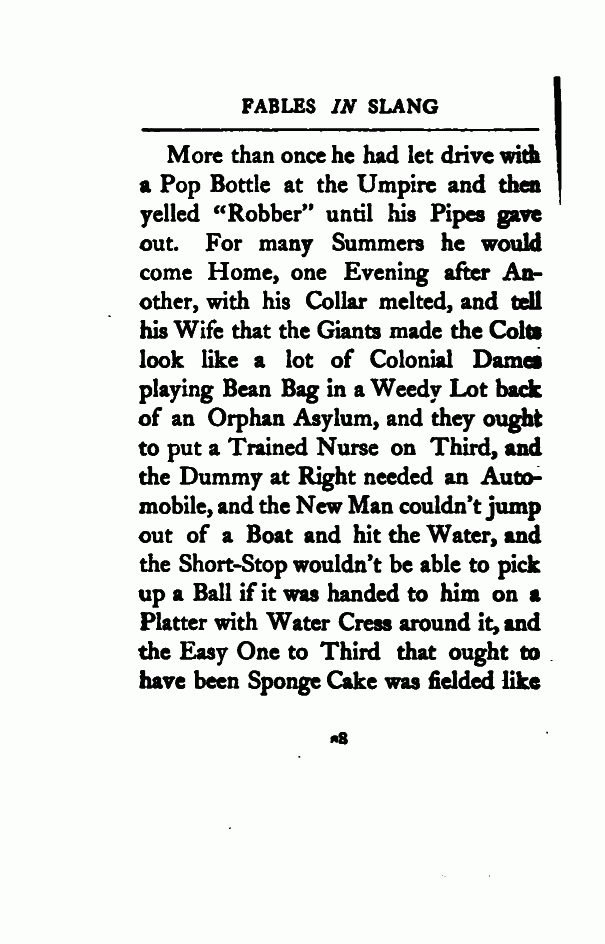 FABLES IN SLANG
More than once he had let drive with
a Pop Bottle at the Umpire and then
yelled “Robber” until his Pipes gave
out. For many Summers he would
come Home, one Evening after An-
other, with his Collar melted, and tell
his Wife that the Giants made the Colts
look like a lot of Colonial Dames
playing Bean Bag in a Weedy Lot back
of an Orphan Asylum, and they ought
to put a Trained Nurse on Third, and
the Dummy at Right needed an Auto-
mobile, and the New Man couldn’t jump
out of a Boat and hit the Water, and
the Short-Stop wouldn’t be able to pick
up a Ball if it was handed to him on a
Platter with Water Cress around it, and
the Easy One to Third that ought to
have been Sponge Cake was fielded like